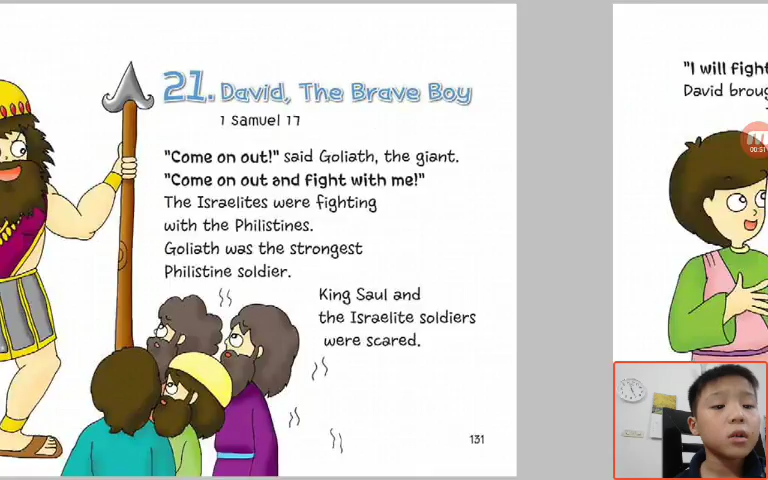 21. David, The Brave Boy
1 Samuel 17
"Come on out!" said Goliath, the giant.
"Come on out and fight with me!"
The Israelites were fighting
with the Philistines.
Goliath was the strongest
Philistine soldier.
King Saul and
the Israelite soldiers
were scared.
131
"I will fight
David
00:51